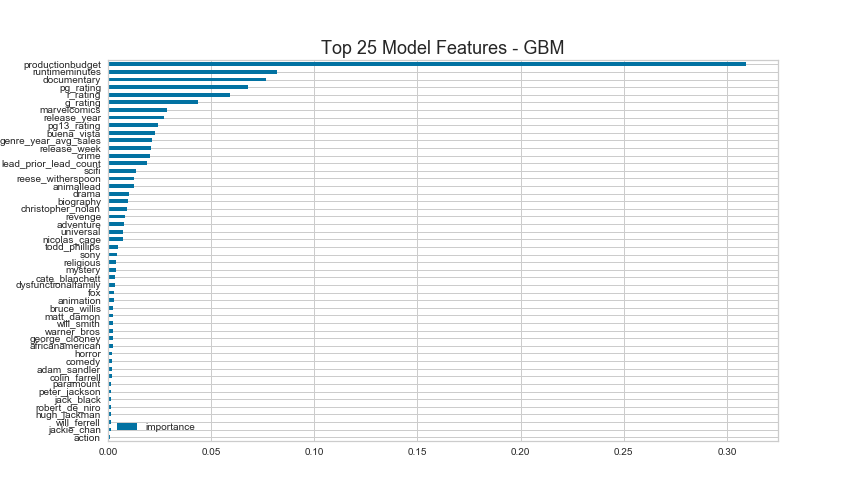 Top 25 Model Features - GBM
productionbudget
runtimeminutes
documentary
pg_rating
r_rating
g_rating
marvelcomics
release_year
pg13_rating
buena_vista
genre_year_avg_sales
release_week
crime
lead_prior_lead_count
scifi
reese_witherspoon
animallead
drama
biography
christopher_nolan
revenge
adventure
universal
nicolas_cage
todd_phillips
sony
religious
mystery
cate_blanchett
dysfunctionalfamily
fox
animation
bruce_willis
matt_damon
will_smith
warner_bros
george_clooney
africanamerican
horror
comedy
adam_sandler
colin_farrell
paramount
peter_jackson
jack_black
robert_de_niro
hugh_jackman
will_ferrell
jackie_chan
action
importance
0.00 0.05 0.10 0.15 0.20 0.25 0.30